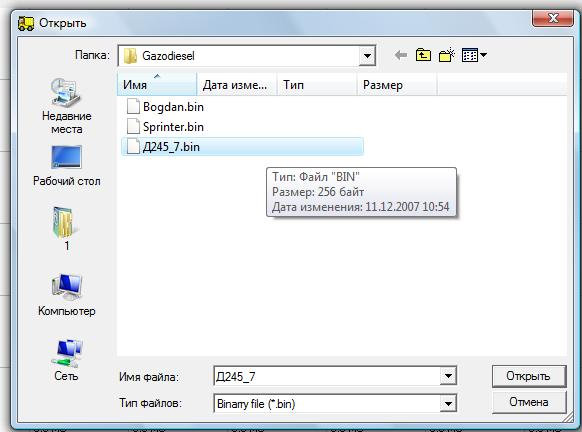 Открыть
Папка: Gazodiesel
Имя Дата изме... Тип Размер
Bogdan.bin
Sprinter.bin
Д245_7.bin
Тип: Файл "BIN"
Размер: 256 байт
Дата изменения: 11.12.2007 10:54
Недавние
места
Рабочий стол
1
Компьютер
Сеть
Имя файла: Д245_7 Открыть
Тип файлов: Binarry file (*.bin) Отмена